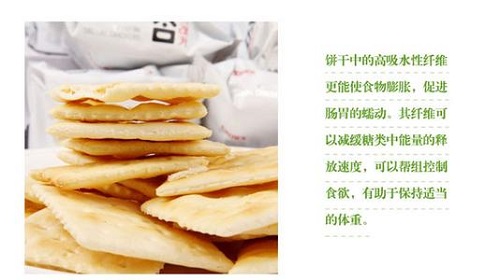 饼干中的高吸水性纤维
更能使食物膨胀，促进
肠胃的蠕动。其纤维可
以减缓糖类中能量的释
放速度，可以帮组控制
食欲，有助于保持适当
的体重。